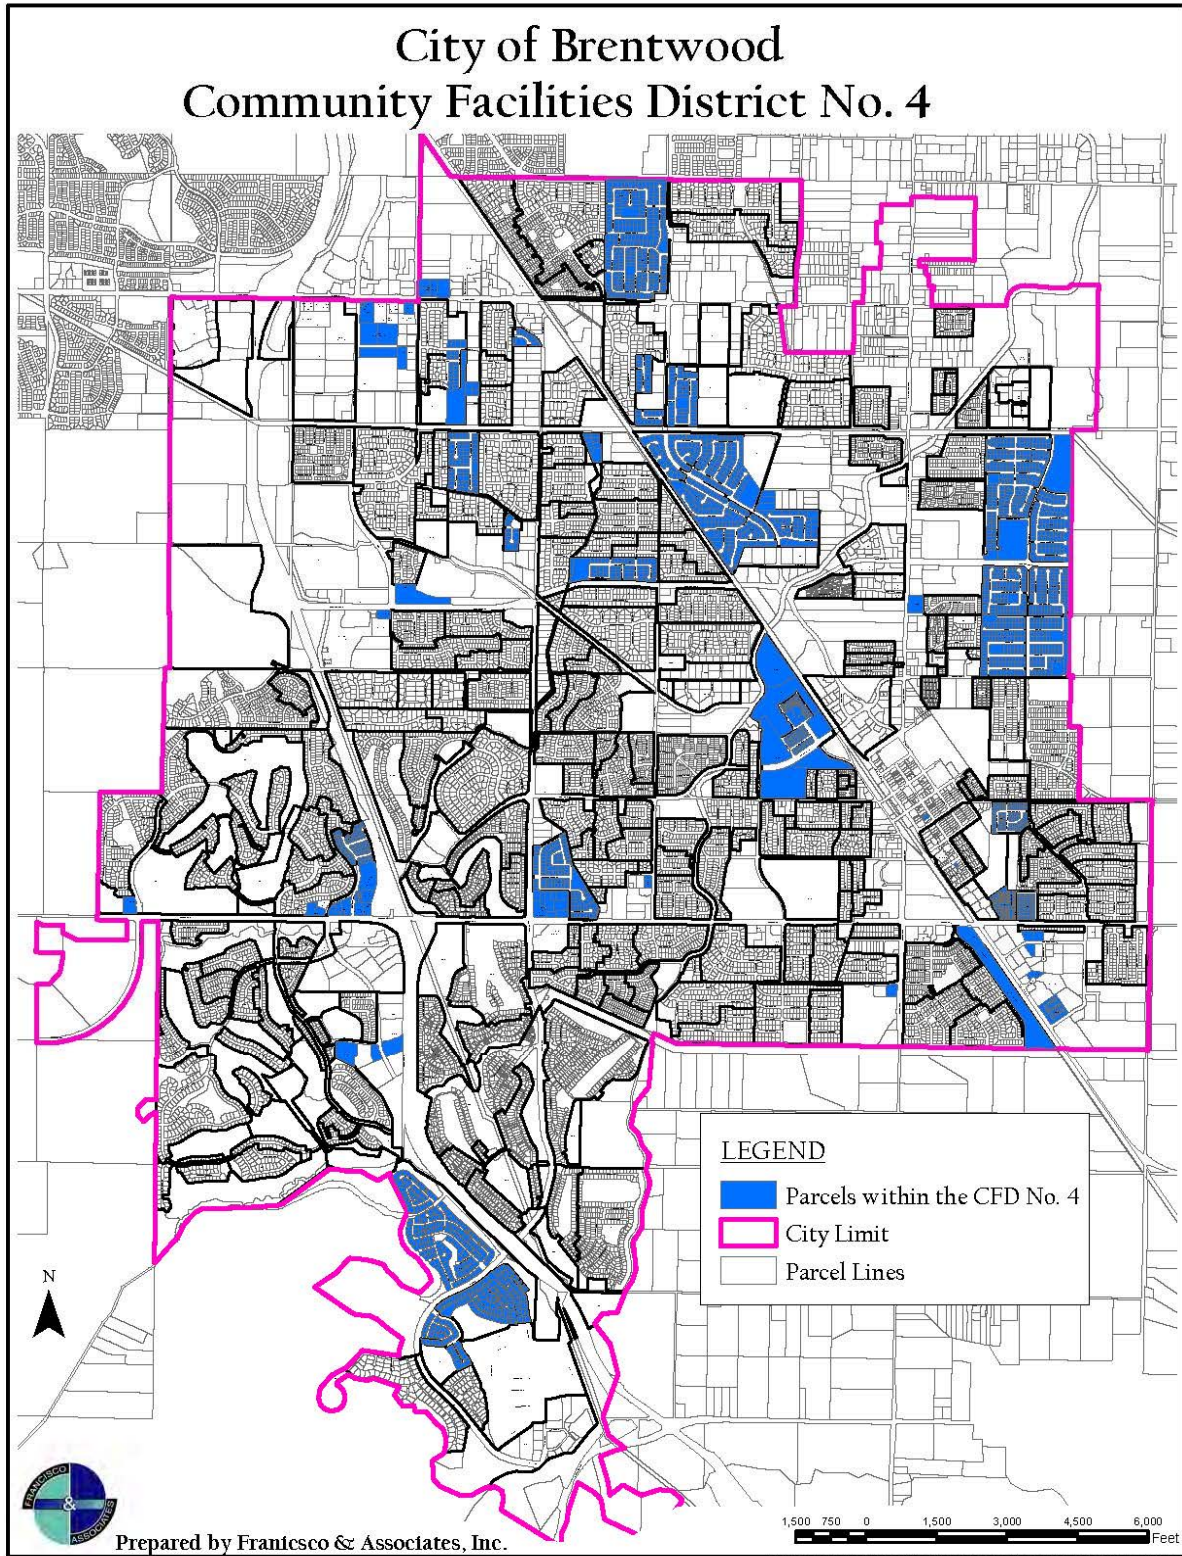 City of Brentwood
Community Facilities District No. 4
LEGEND
Parcels within the CFD No. 4
City Limit
Parcel Lines
N
FRANCISCO
&
ASSOCIATES
Prepared by Franicsco & Associates, Inc.
1,500 750 0 1,500 3,000 4,500 6,000
Feet